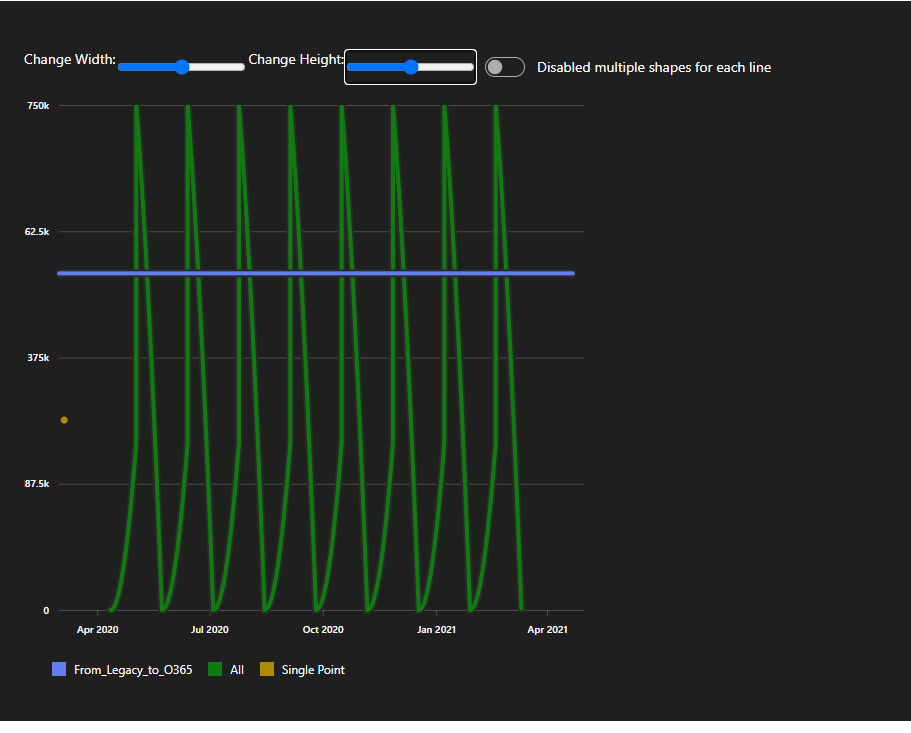 Change Width: Change Height: Disabled multiple shapes for each line
750k
62.5k
375k
87.5k
0
Apr 2020 Jul 2020 Oct 2020 Jan 2021 Apr 2021
From_Legacy_to_O365 All Single Point